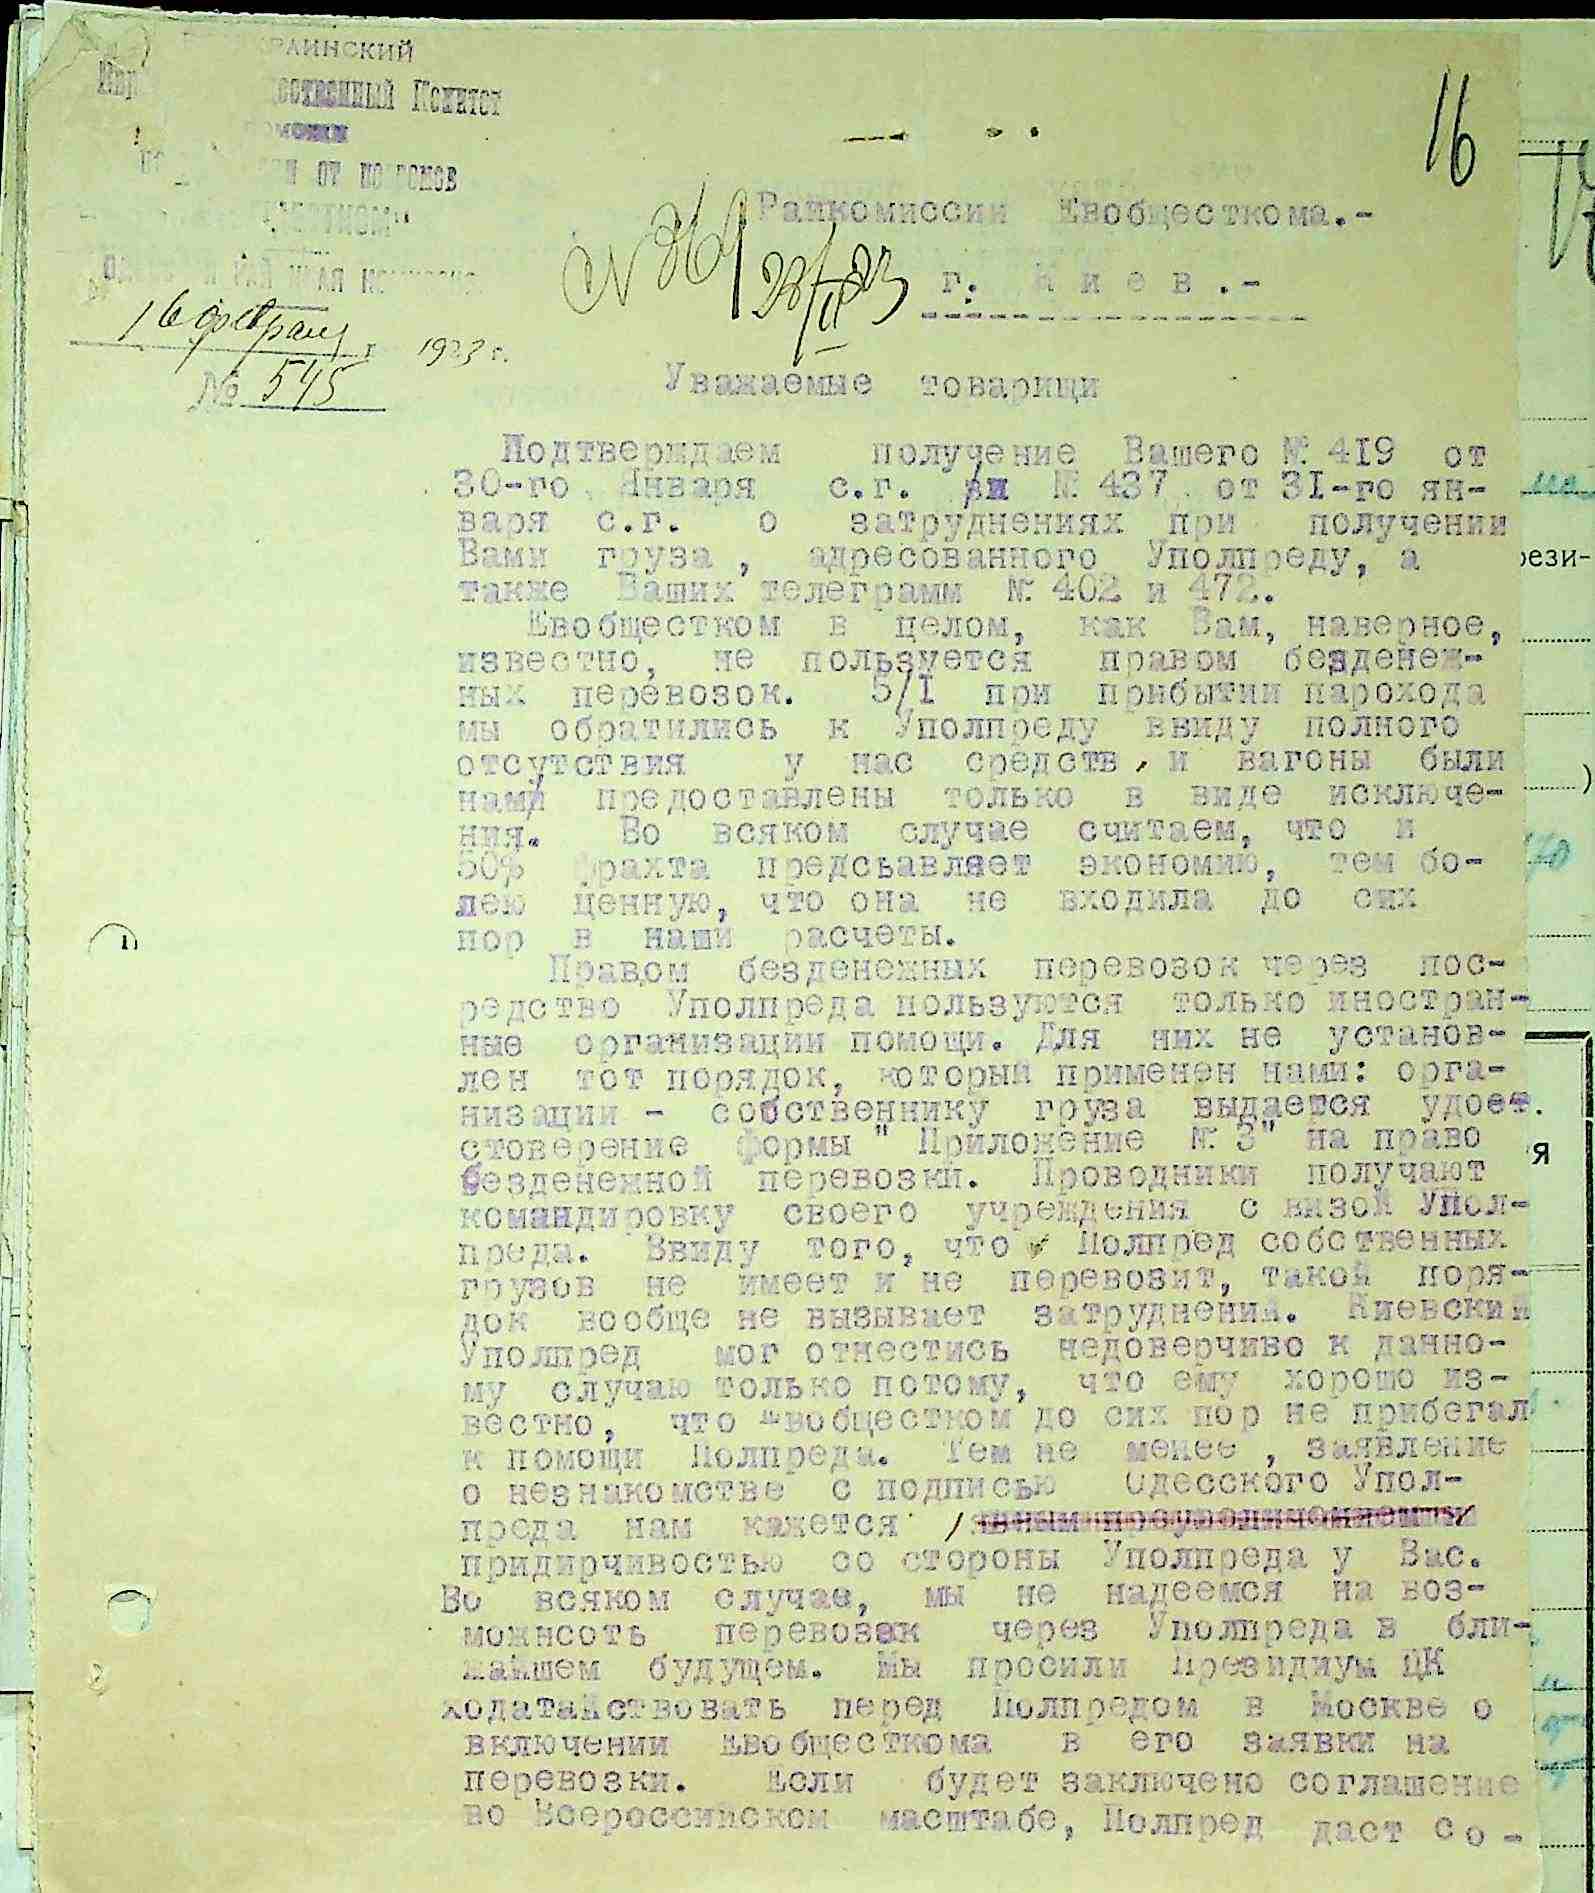 16
от погромов
Райкомиссии Евобщесткома.-
г. Киев.-
16 февраля г. 1923 г.
№ 545
Уважаемые товарищи
Подтверждаем получение Вашего № 419 от
30-го Января с.г. и № 437 от 31-го ян-
варя с.г. о затруднениях при получении
Вами груза, адресованного Уполпреду, а
также Ваших телеграмм № 402 и 472.
Евобщестком в целом, как Вам, наверное,
известно, не пользуется правом безденеж-
ных перевозок. 5/I при прибытии парохода
мы обратились к Уполпреду ввиду полного
отсутствия у нас средств, и вагоны были
нам предоставлены только в виде исключе-
ния. Во всяком случае считаем, что и
50% фрахта предсьавляет экономию, тем бо-
лею ценную, что она не входила до сих
пор в наши расчеты.
Правом безденежных перевозок через пос-
редство Уполпреда пользуются только иностран-
ные организации помощи. Для них не установ-
лен тот порядок, который применен нами: орга-
низации - собственнику груза выдается удост.
стоверение формы " Приложение № 3" на право
безденежной перевозки. Проводники получают
командировку своего учреждения с визой Упол-
преда. Ввиду того, что Полпред собственных
грузов не имеет и не перевозит, такой поря-
док вообще не вызывает затруднений. Киевский
Уполпред мог отнестись недоверчиво к данно-
му случаю только потому, что ему хорошо из-
вестно, что Евобщестком до сих пор не прибегал
к помощи Полпреда. Тем не менее, заявление
о незнакомстве с подписью Одесского Упол-
преда нам кажется явным преувеличением и
придирчивостью со стороны Уполпреда у Вас.
Во всяком случае, мы не надеемся на воз-
можнсоть перевозок через Уполпреда в бли-
жайшем будущем. Мы просили Президиум ЦК
ходатайствовать перед Полпредом в Москве о
включении Евобщесткома в его заявки на
перевозки. Если будет заключено соглашение
во Всероссийском масштабе, Полпред даст со-
рези-
)
я